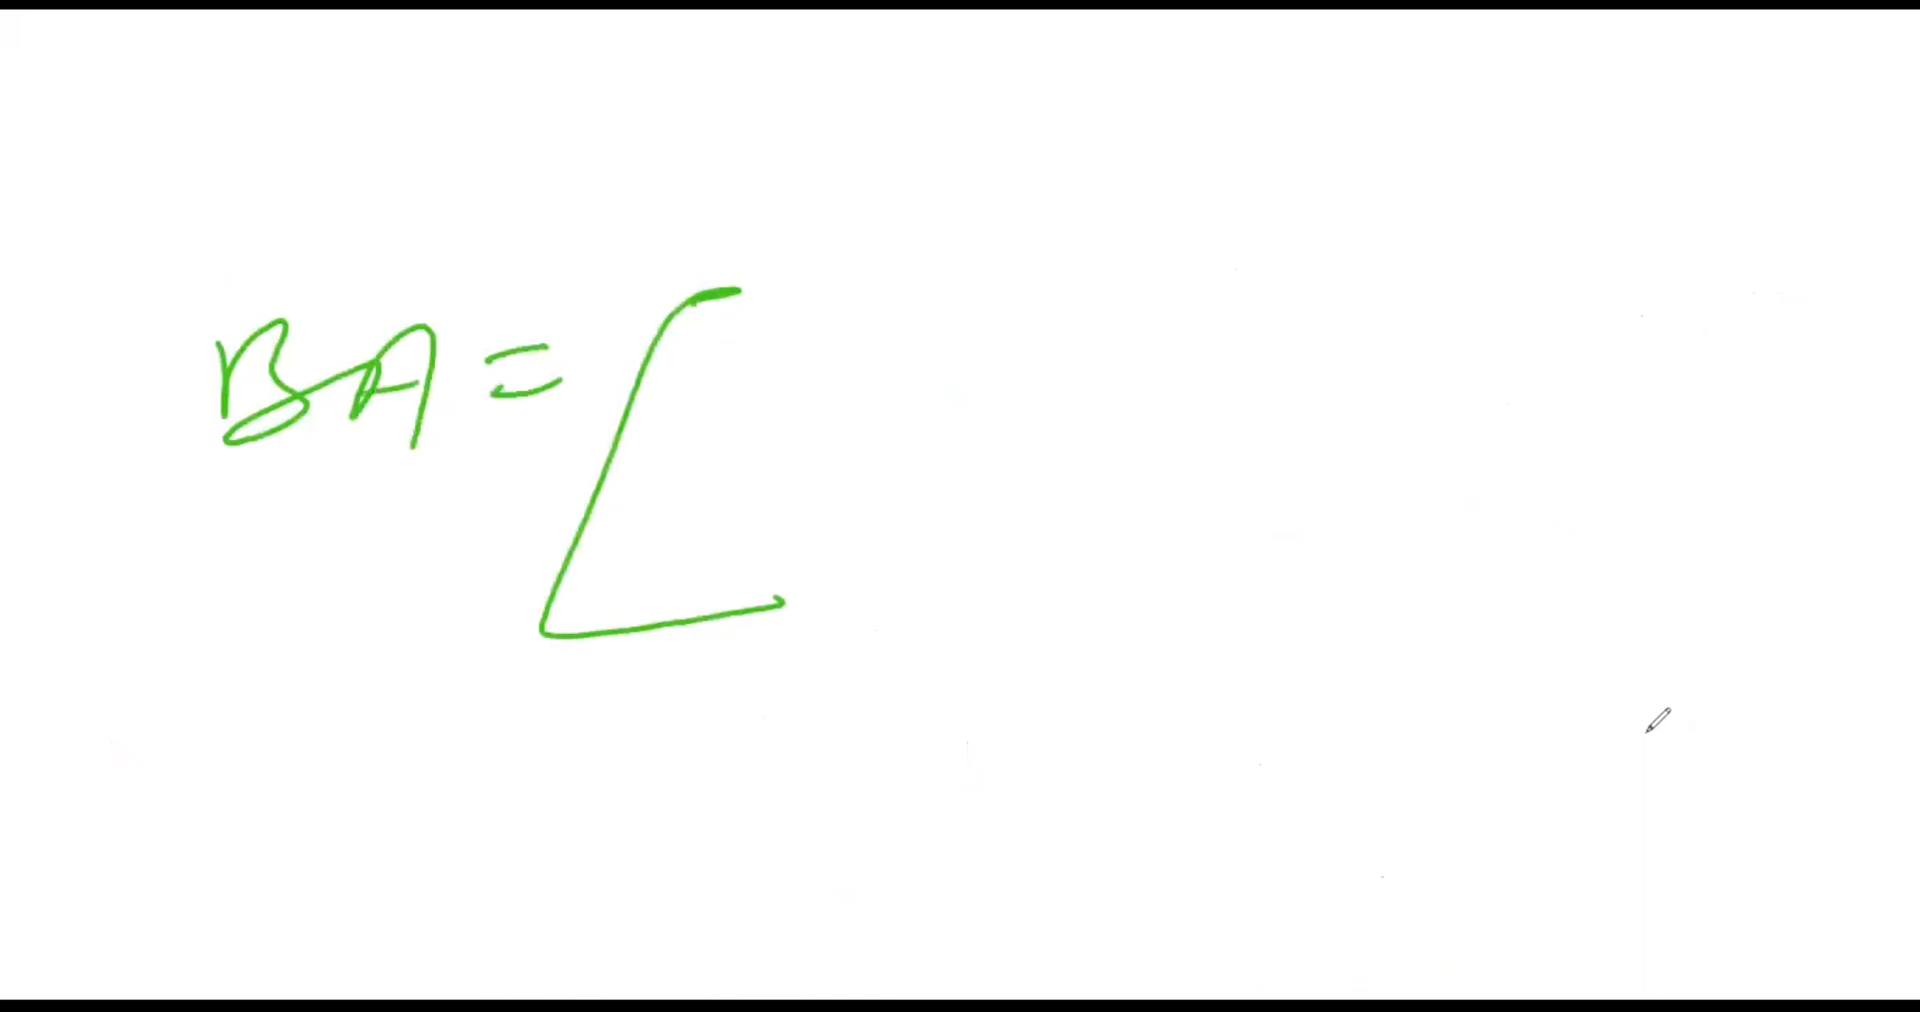 BA = [